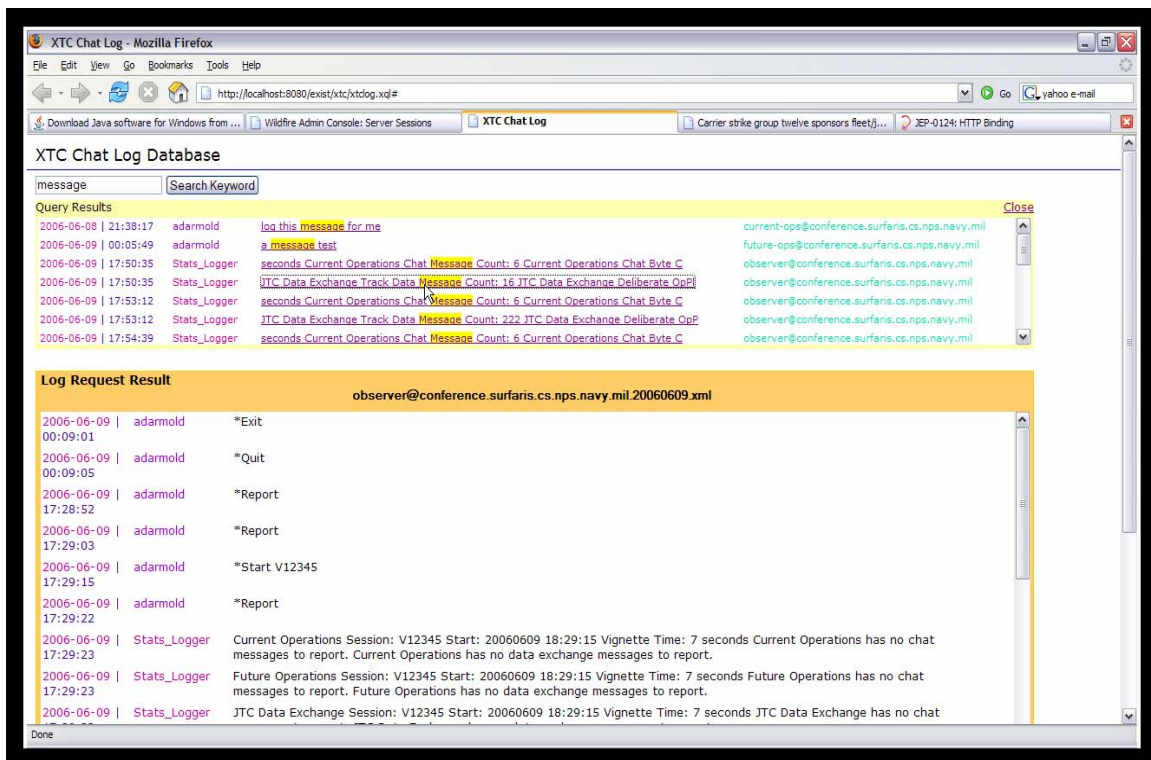 XTC Chat Log - Mozilla Firefox
File Edit View Go Bookmarks Tools Help
http://localhost:8080/exist/xtc/xtclog.xql# Go yahoo e-mail
Download Java software for Windows from ... Wildfire Admin Console: Server Sessions XTC Chat Log Carrier strike group twelve sponsors fleet/j... JEP-0124: HTTP Binding
XTC Chat Log Database
message Search Keyword
Query Results Close
2006-06-08 | 21:38:17 adarmold log this message for me current-ops@conference.surfaris.cs.nps.navy.mil
2006-06-09 | 00:05:49 adarmold a message test future-ops@conference.surfaris.cs.nps.navy.mil
2006-06-09 | 17:50:35 Stats_Logger seconds Current Operations Chat Message Count: 6 Current Operations Chat Byte C observer@conference.surfaris.cs.nps.navy.mil
2006-06-09 | 17:50:35 Stats_Logger JTC Data Exchange Track Data Message Count: 16 JTC Data Exchange Deliberate OpPl observer@conference.surfaris.cs.nps.navy.mil
2006-06-09 | 17:53:12 Stats_Logger seconds Current Operations Chat Message Count: 6 Current Operations Chat Byte C observer@conference.surfaris.cs.nps.navy.mil
2006-06-09 | 17:53:12 Stats_Logger JTC Data Exchange Track Data Message Count: 222 JTC Data Exchange Deliberate OpP observer@conference.surfaris.cs.nps.navy.mil
2006-06-09 | 17:54:39 Stats_Logger seconds Current Operations Chat Message Count: 6 Current Operations Chat Byte C observer@conference.surfaris.cs.nps.navy.mil
Log Request Result
observer@conference.surfaris.cs.nps.navy.mil.20060609.xml
2006-06-09 | adarmold *Exit
00:09:01
2006-06-09 | adarmold *Quit
00:09:05
2006-06-09 | adarmold *Report
17:28:52
2006-06-09 | adarmold *Report
17:29:03
2006-06-09 | adarmold *Start V12345
17:29:15
2006-06-09 | adarmold *Report
17:29:22
2006-06-09 | Stats_Logger Current Operations Session: V12345 Start: 20060609 18:29:15 Vignette Time: 7 seconds Current Operations has no chat
17:29:23 messages to report. Current Operations has no data exchange messages to report.
2006-06-09 | Stats_Logger Future Operations Session: V12345 Start: 20060609 18:29:15 Vignette Time: 7 seconds Future Operations has no chat
17:29:23 messages to report. Future Operations has no data exchange messages to report.
2006-06-09 | Stats_Logger JTC Data Exchange Session: V12345 Start: 20060609 18:29:15 Vignette Time: 7 seconds JTC Data Exchange has no chat
Done